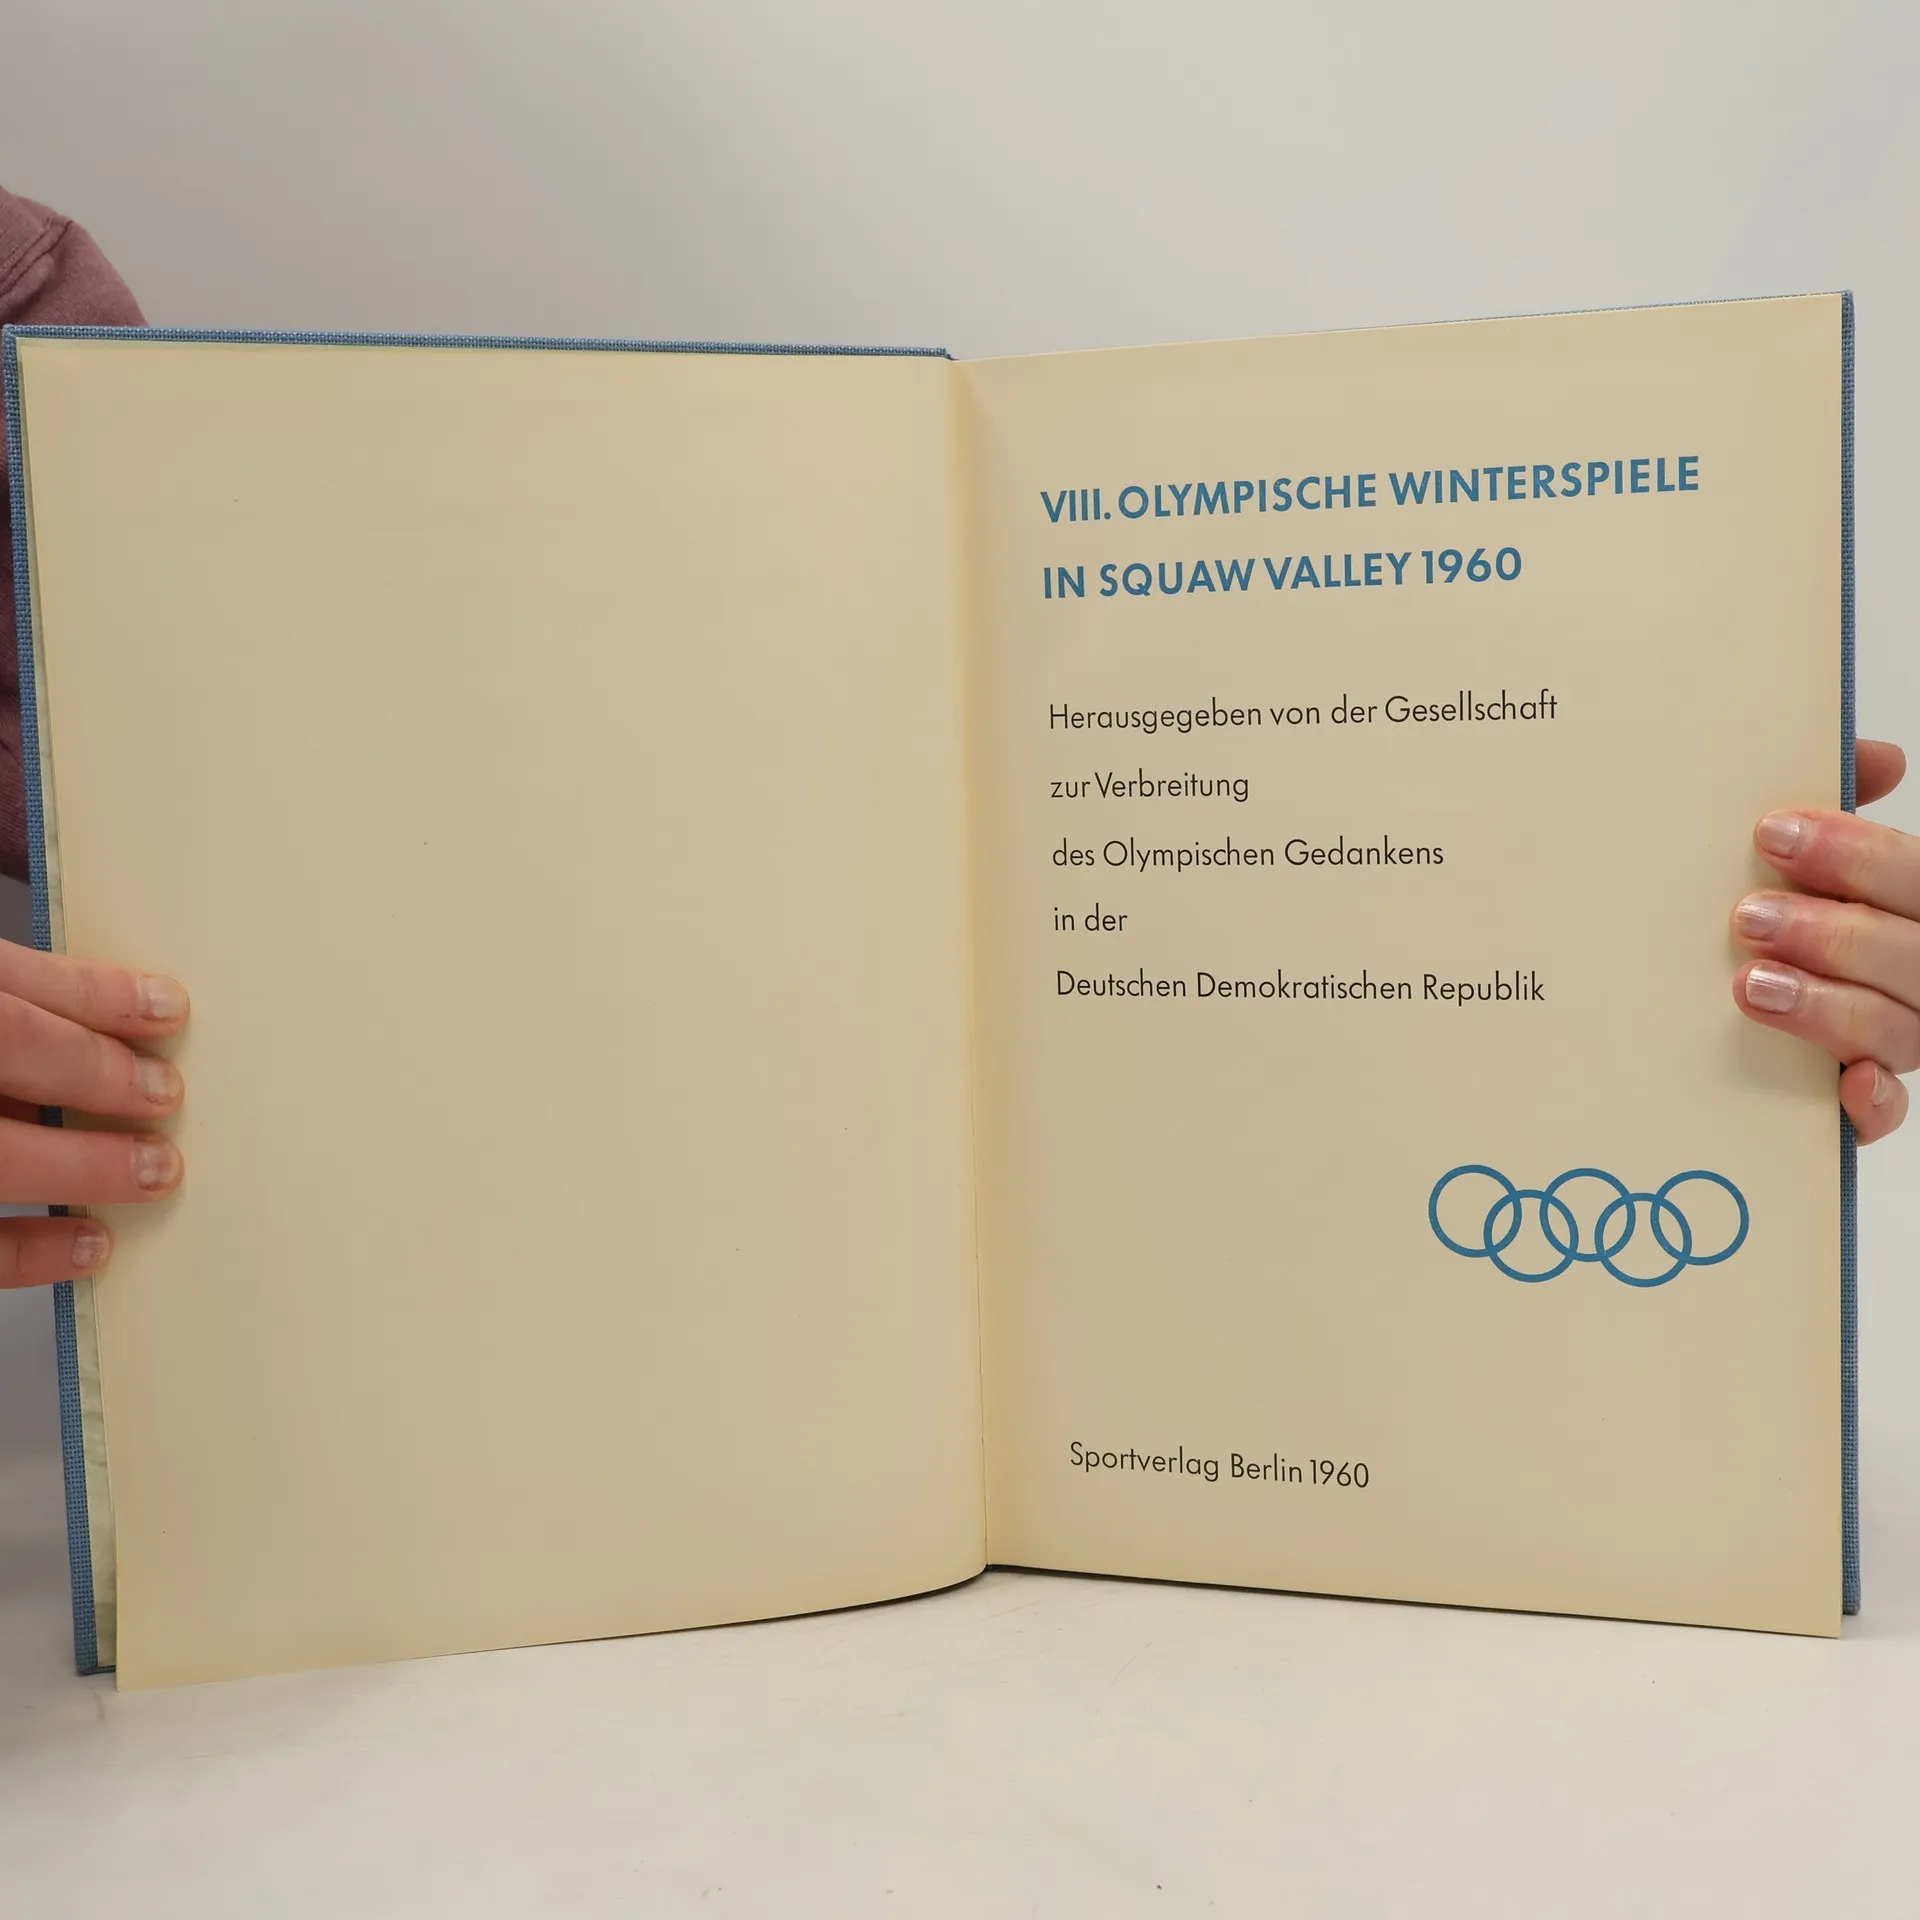 VIII. OLYMPISCHE WINTERSPIELE
IN SQUAW VALLEY 1960
Herausgegeben von der Gesellschaft
zur Verbreitung
des Olympischen Gedankens
in der
Deutschen Demokratischen Republik
Sportverlag Berlin 1960